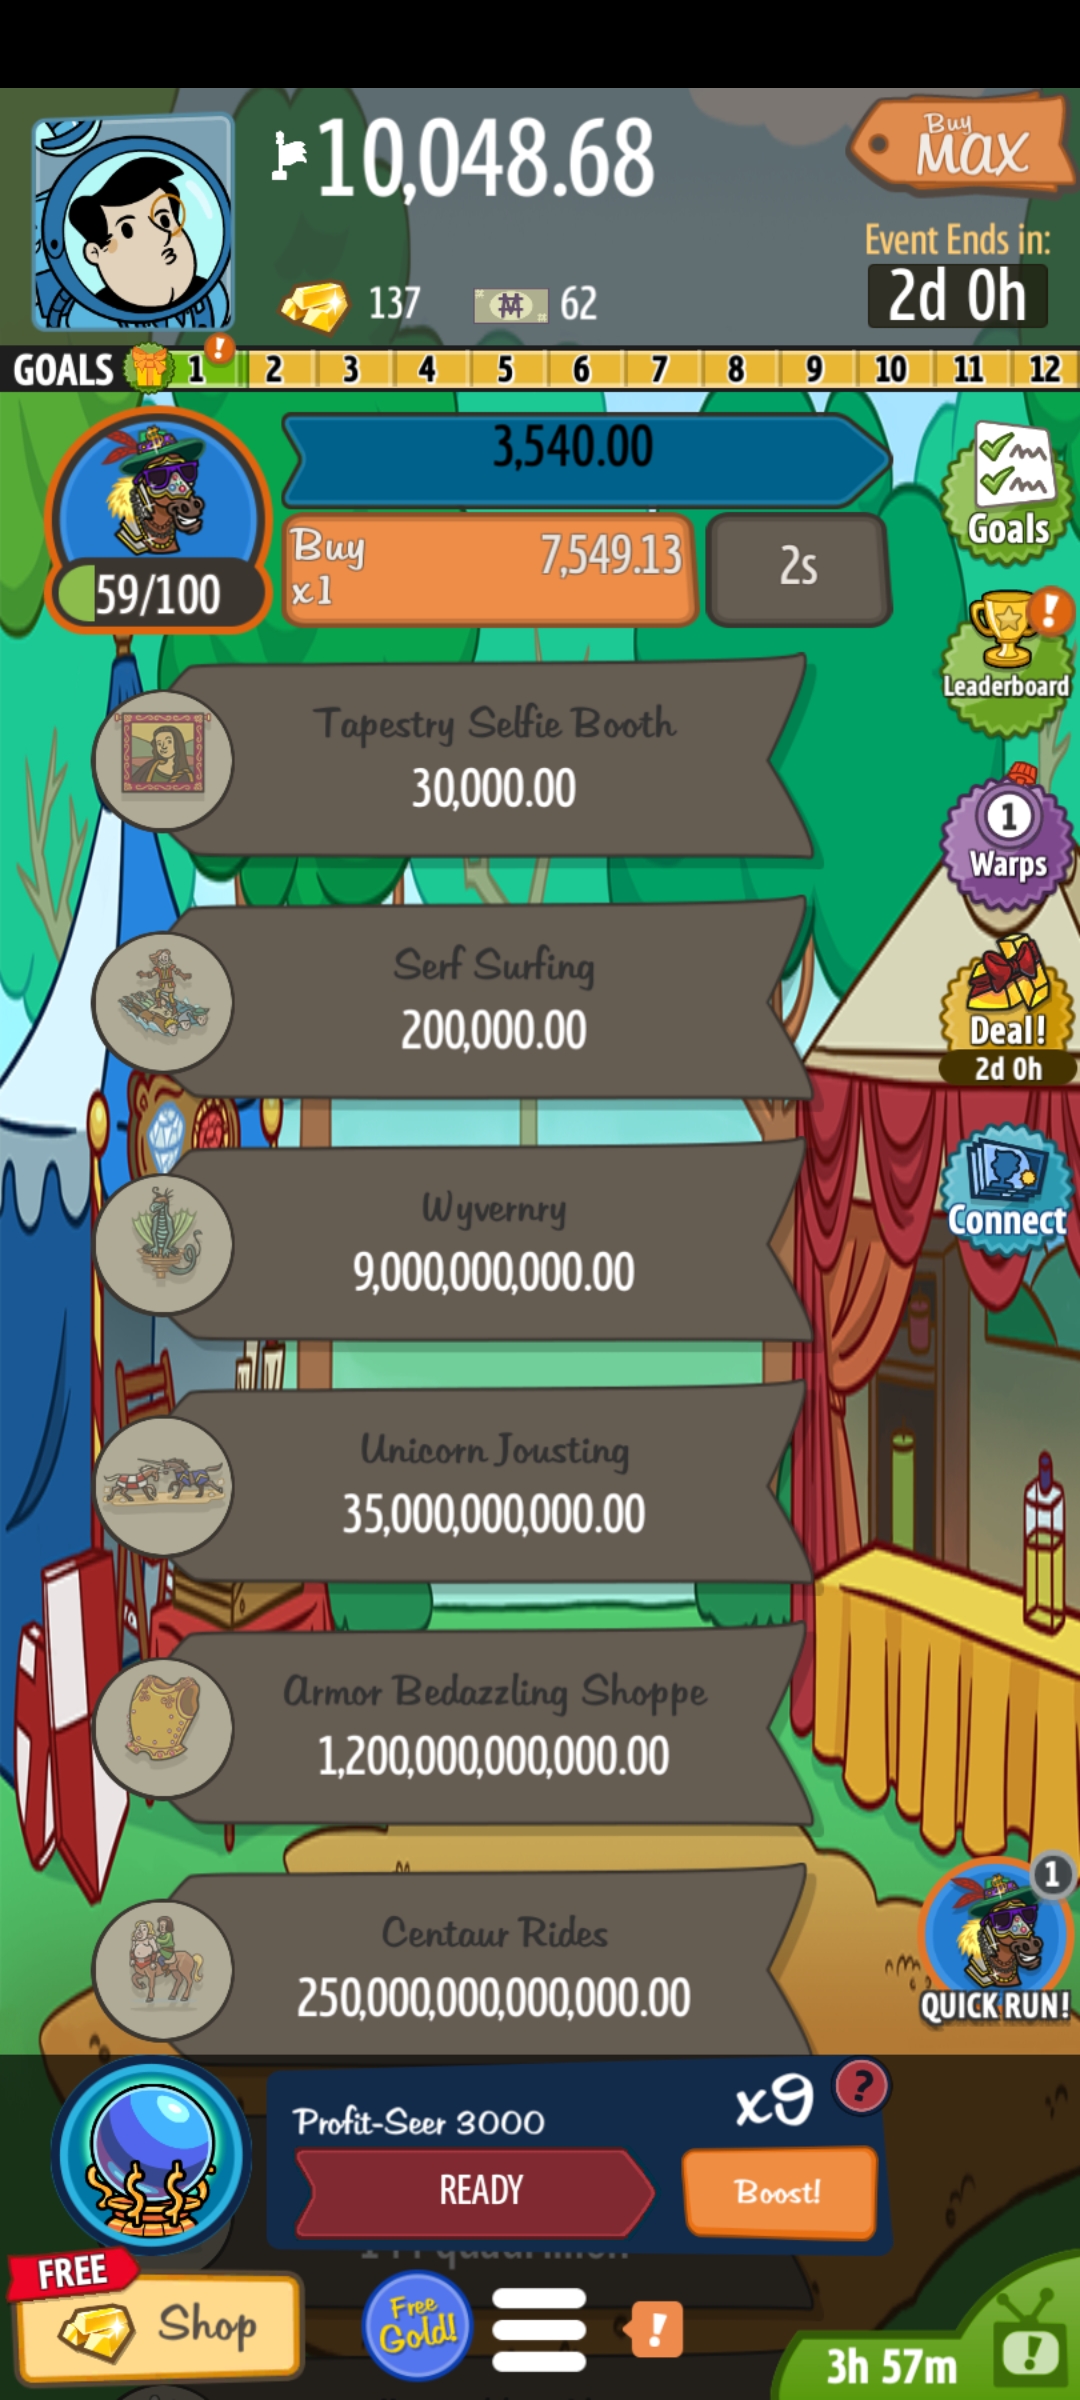 10,048.68
Buy
MAX
Event Ends in:
2d 0h
137
62
GOALS 1 ! 2 3 4 5 6 7 8 9 10 11 12
3,540.00
Buy
x1
7,549.13
2s
59/100
Goals
!
Leaderboard
Tapestry Selfie Booth
30,000.00
1
Warps
Serf Surfing
200,000.00
Deal!
2d 0h
Wyvernry
9,000,000,000.00
Connect
Unicorn Jousting
35,000,000,000.00
Armor Bedazzling Shoppe
1,200,000,000,000.00
Centaur Rides
250,000,000,000,000.00
1
QUICK RUN!
Profit-Seer 3000
x9
?
READY
Boost!
FREE
Shop
Free
Gold!
!
3h 57m
!